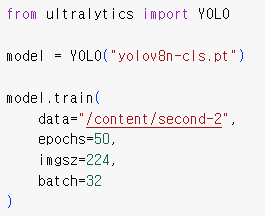 from ultralytics import YOLO
model = YOLO("yolov8n-cls.pt")
model.train(
data="/content/second-2",
epochs=50,
imgsz=224,
batch=32
)